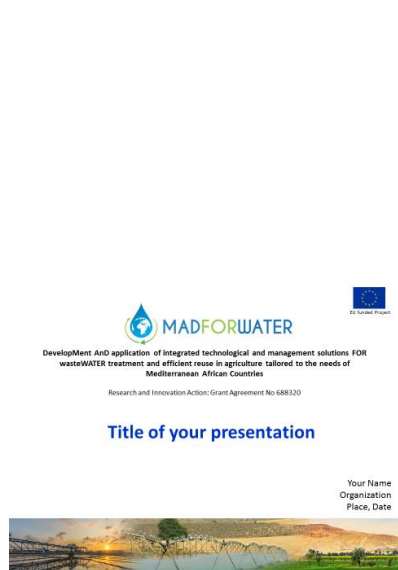 EU funded Project
MADFORWATER
DevelopMent AnD application of integrated technological and management solutions FOR
wasteWATER treatment and efficient reuse in agriculture tailored to the needs of
Mediterranean African Countries
Research and Innovation Action: Grant Agreement No 688320
Title of your presentation
Your Name
Organization
Place, Date